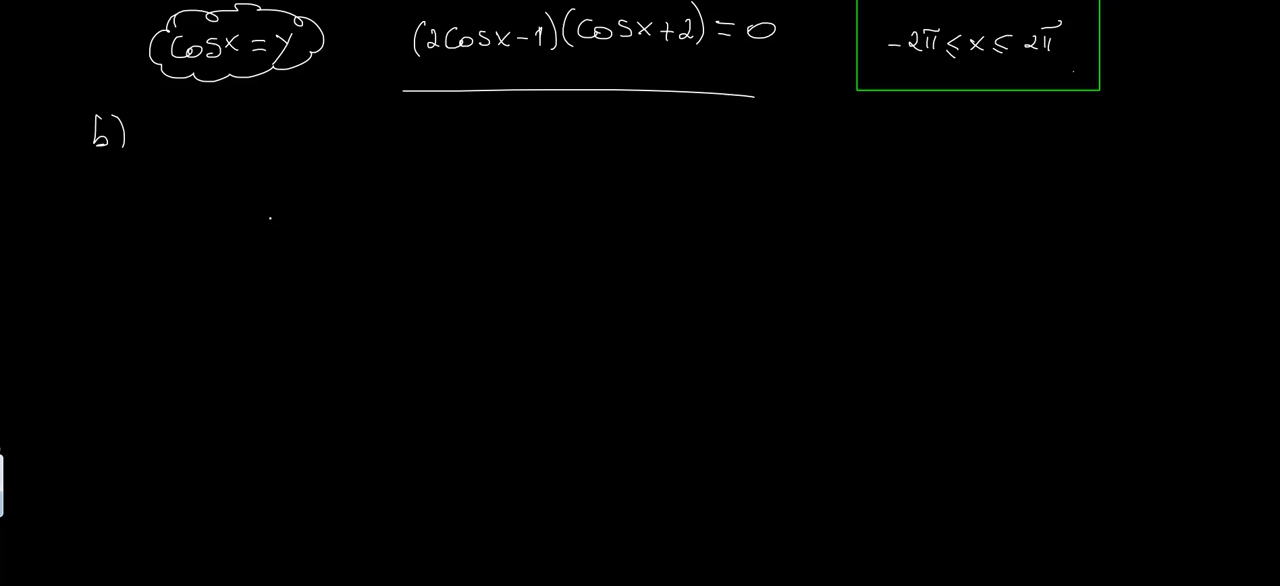 cosx = y
(2cosx-1)(cosx+2) = 0
-2π ≤ x ≤ 2π
b)